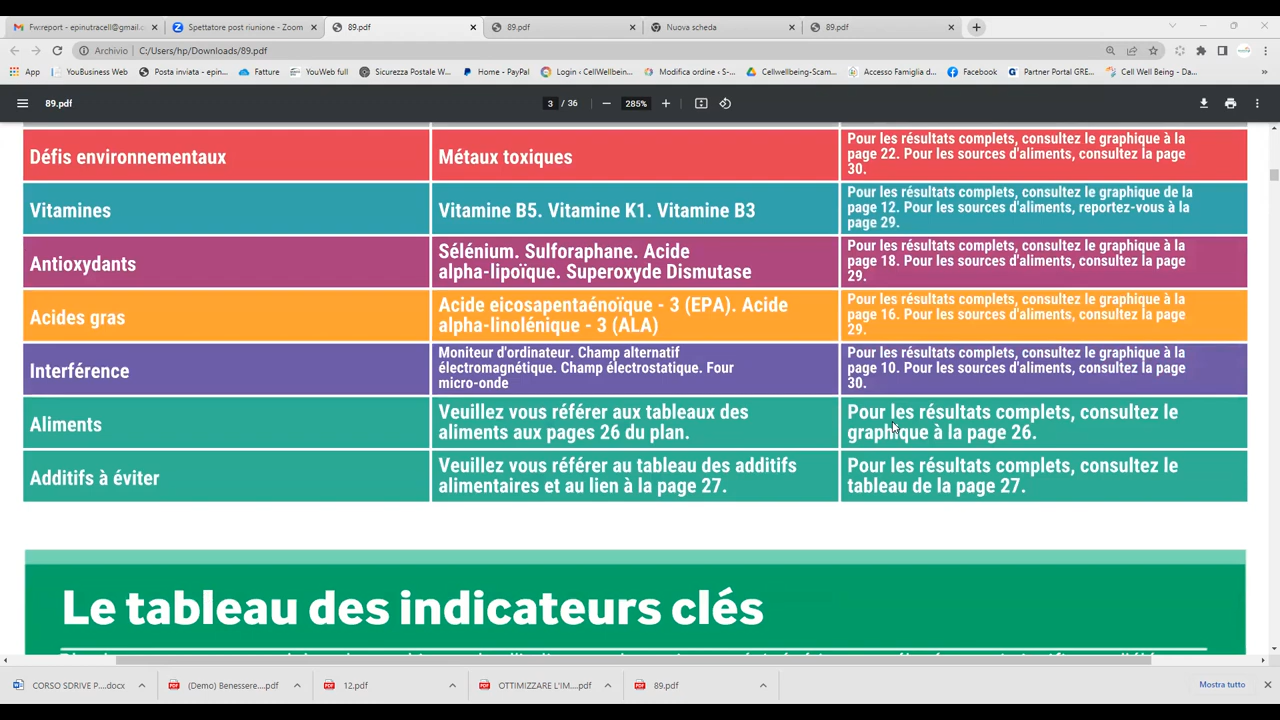 Fw:report - epinutracell@gmail.c
Spettatore post riunione - Zoom
89.pdf
89.pdf
Nuova scheda
89.pdf
Archivio
C:/Users/hp/Downloads/89.pdf
App
YouBusiness Web
Posta inviata - epin...
Fatture
YouWeb full
Sicurezza Postale W...
Home - PayPal
Login ‹ CellWellbein...
Modifica ordine ‹ S-...
Cellwellbeing-Scam...
Accesso Famiglia d...
Facebook
Partner Portal GRE...
Cell Well Being - Da...
»
89.pdf
3 / 36
285%
Défis environnementaux
Métaux toxiques
Pour les résultats complets, consultez le graphique à la
page 22. Pour les sources d'aliments, consultez la page
30.
Vitamines
Vitamine B5. Vitamine K1. Vitamine B3
Pour les résultats complets, consultez le graphique de la
page 12. Pour les sources d'aliments, reportez-vous à la
page 29.
Antioxydants
Sélénium. Sulforaphane. Acide
alpha-lipoïque. Superoxyde Dismutase
Pour les résultats complets, consultez le graphique à la
page 18. Pour les sources d'aliments, consultez la page
29.
Acides gras
Acide eicosapentaénoïque - 3 (EPA). Acide
alpha-linolénique - 3 (ALA)
Pour les résultats complets, consultez le graphique à la
page 16. Pour les sources d'aliments, consultez la page
29.
Interférence
Moniteur d'ordinateur. Champ alternatif
électromagnétique. Champ électrostatique. Four
micro-onde
Pour les résultats complets, consultez le graphique à la
page 10. Pour les sources d'aliments, consultez la page
30.
Aliments
Veuillez vous référer aux tableaux des
aliments aux pages 26 du plan.
Pour les résultats complets, consultez le
graphique à la page 26.
Additifs à éviter
Veuillez vous référer au tableau des additifs
alimentaires et au lien à la page 27.
Pour les résultats complets, consultez le
tableau de la page 27.
Le tableau des indicateurs clés
CORSO SDRIVE P....docx
(Demo) Benessere....pdf
12.pdf
OTTIMIZZARE L'IM....pdf
89.pdf
Mostra tutto